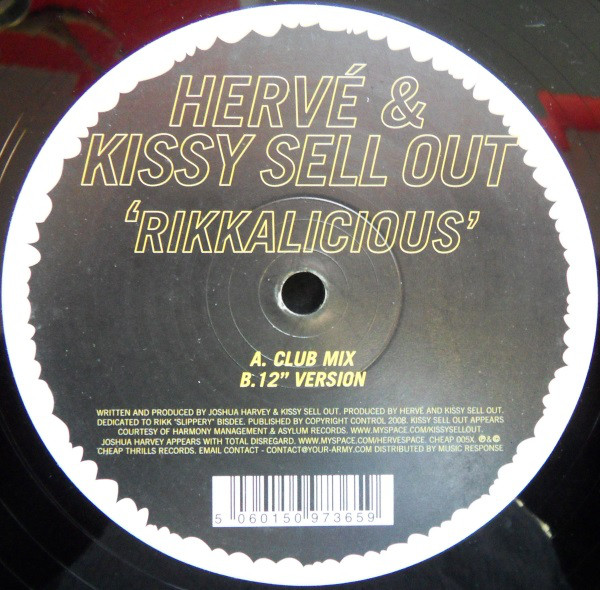 HERVÉ &
KISSY SELL OUT
‘RIKKALICIOUS’
A. CLUB MIX
B. 12” VERSION
WRITTEN AND PRODUCED BY JOSHUA HARVEY & KISSY SELL OUT. PRODUCED BY HERVÉ AND KISSY SELL OUT.
DEDICATED TO RIKK "SLIPPERY" BISDEE. PUBLISHED BY COPYRIGHT CONTROL 2008. KISSY SELL OUT APPEARS
COURTESY OF HARMONY MANAGEMENT & ASYLUM RECORDS. WWW.MYSPACE.COM/KISSYSELLOUT.
JOSHUA HARVEY APPEARS WITH TOTAL DISREGARD. WWW.MYSPACE.COM/HERVESPACE. CHEAP 005X. ℗ & ©
CHEAP THRILLS RECORDS. EMAIL CONTACT - CONTACT@YOUR-ARMY.COM DISTRIBUTED BY MUSIC RESPONSE
5 060150 973659